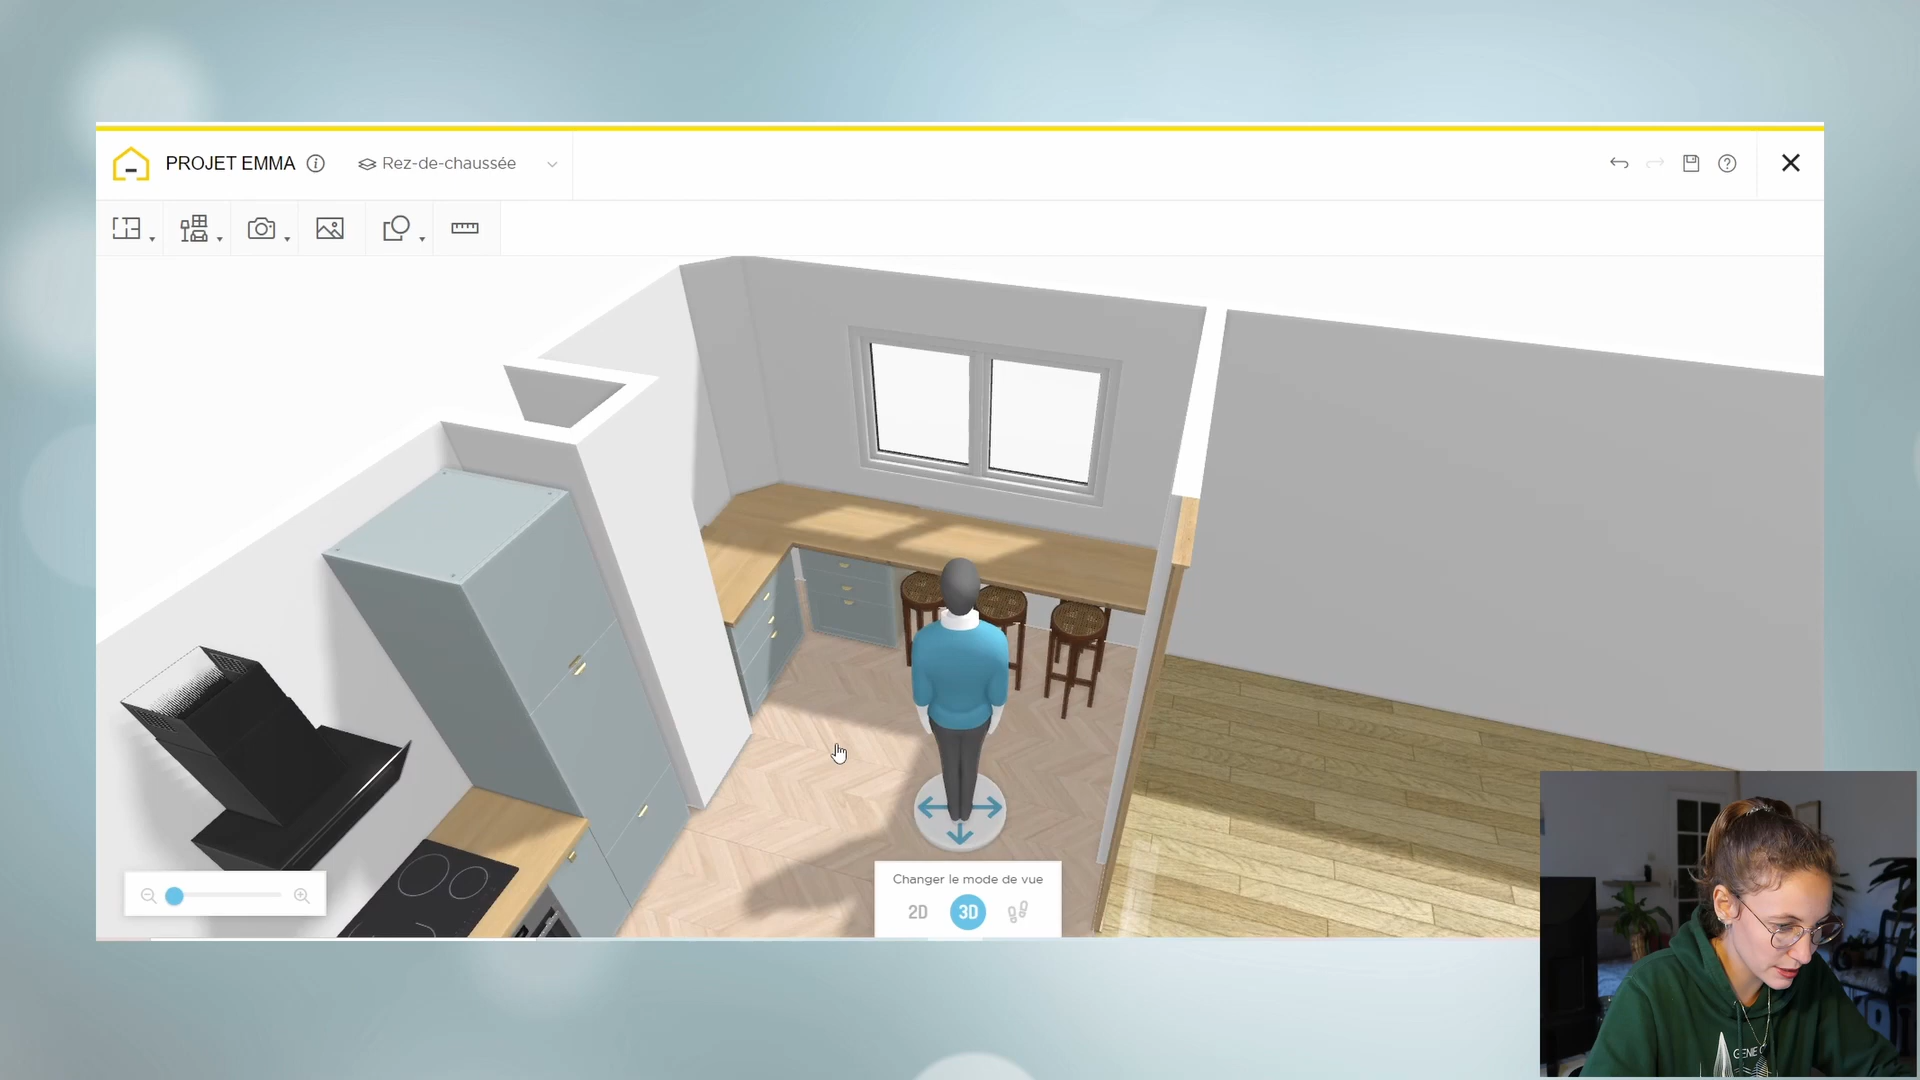 PROJET EMMA
Rez-de-chaussée
Changer le mode de vue
2D
3D